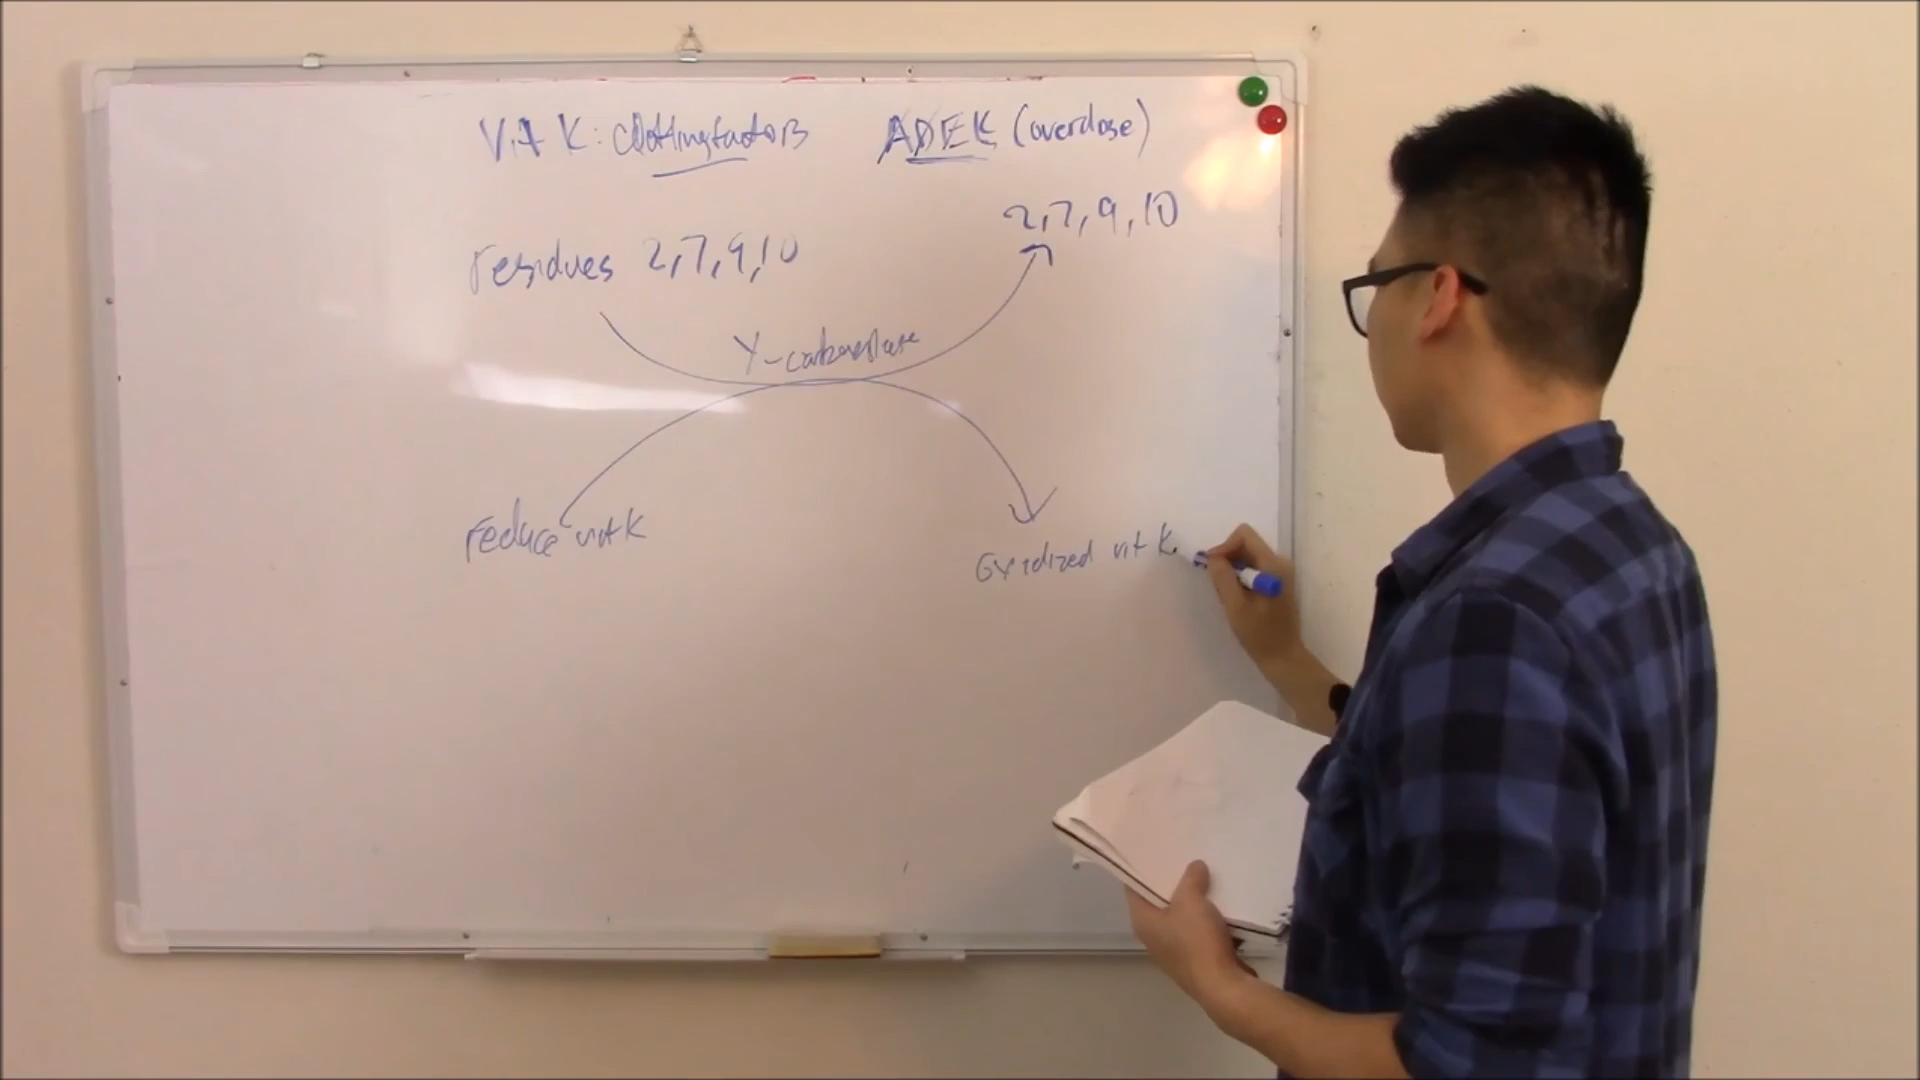 Vit K: clotting factors
ADEK (overdose)
residues 2,7,9,10
2,7,9,10
γ-carboxylase
reduce vit K
Oxidized vit K